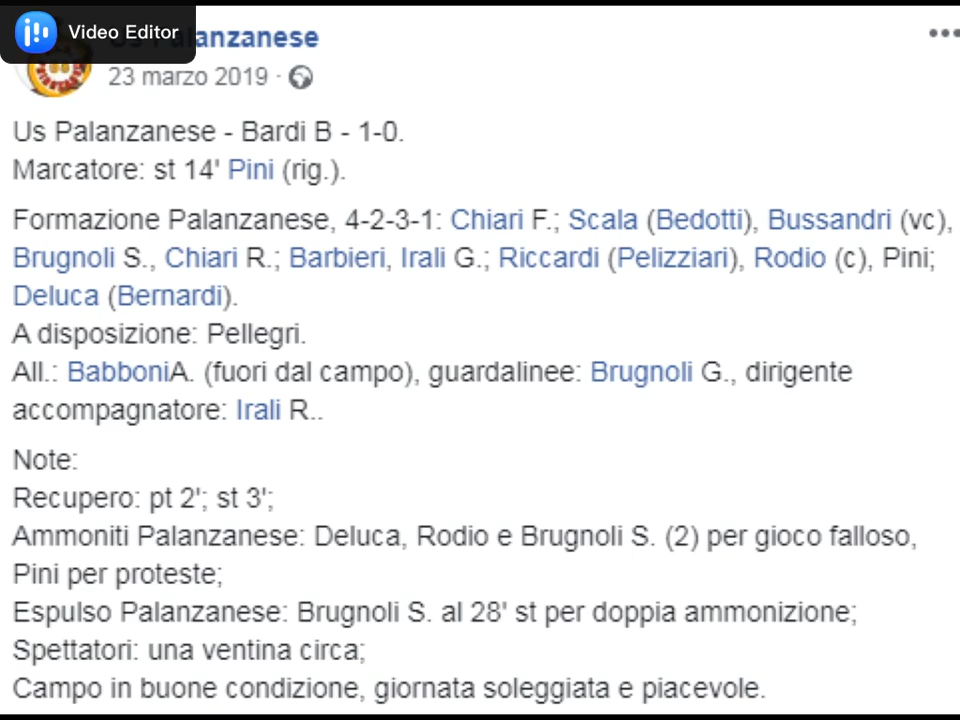 Video Editor
Us Palanzanese
23 marzo 2019 ·
Us Palanzanese - Bardi B - 1-0.
Marcatore: st 14' Pini (rig.).
Formazione Palanzanese, 4-2-3-1: Chiari F.; Scala (Bedotti), Bussandri (vc),
Brugnoli S., Chiari R.; Barbieri, Irali G.; Riccardi (Pelizziari), Rodio (c), Pini;
Deluca (Bernardi).
A disposizione: Pellegri.
All.: BabboniA. (fuori dal campo), guardalinee: Brugnoli G., dirigente
accompagnatore: Irali R..
Note:
Recupero: pt 2'; st 3';
Ammoniti Palanzanese: Deluca, Rodio e Brugnoli S. (2) per gioco falloso,
Pini per proteste;
Espulso Palanzanese: Brugnoli S. al 28' st per doppia ammonizione;
Spettatori: una ventina circa;
Campo in buone condizione, giornata soleggiata e piacevole.